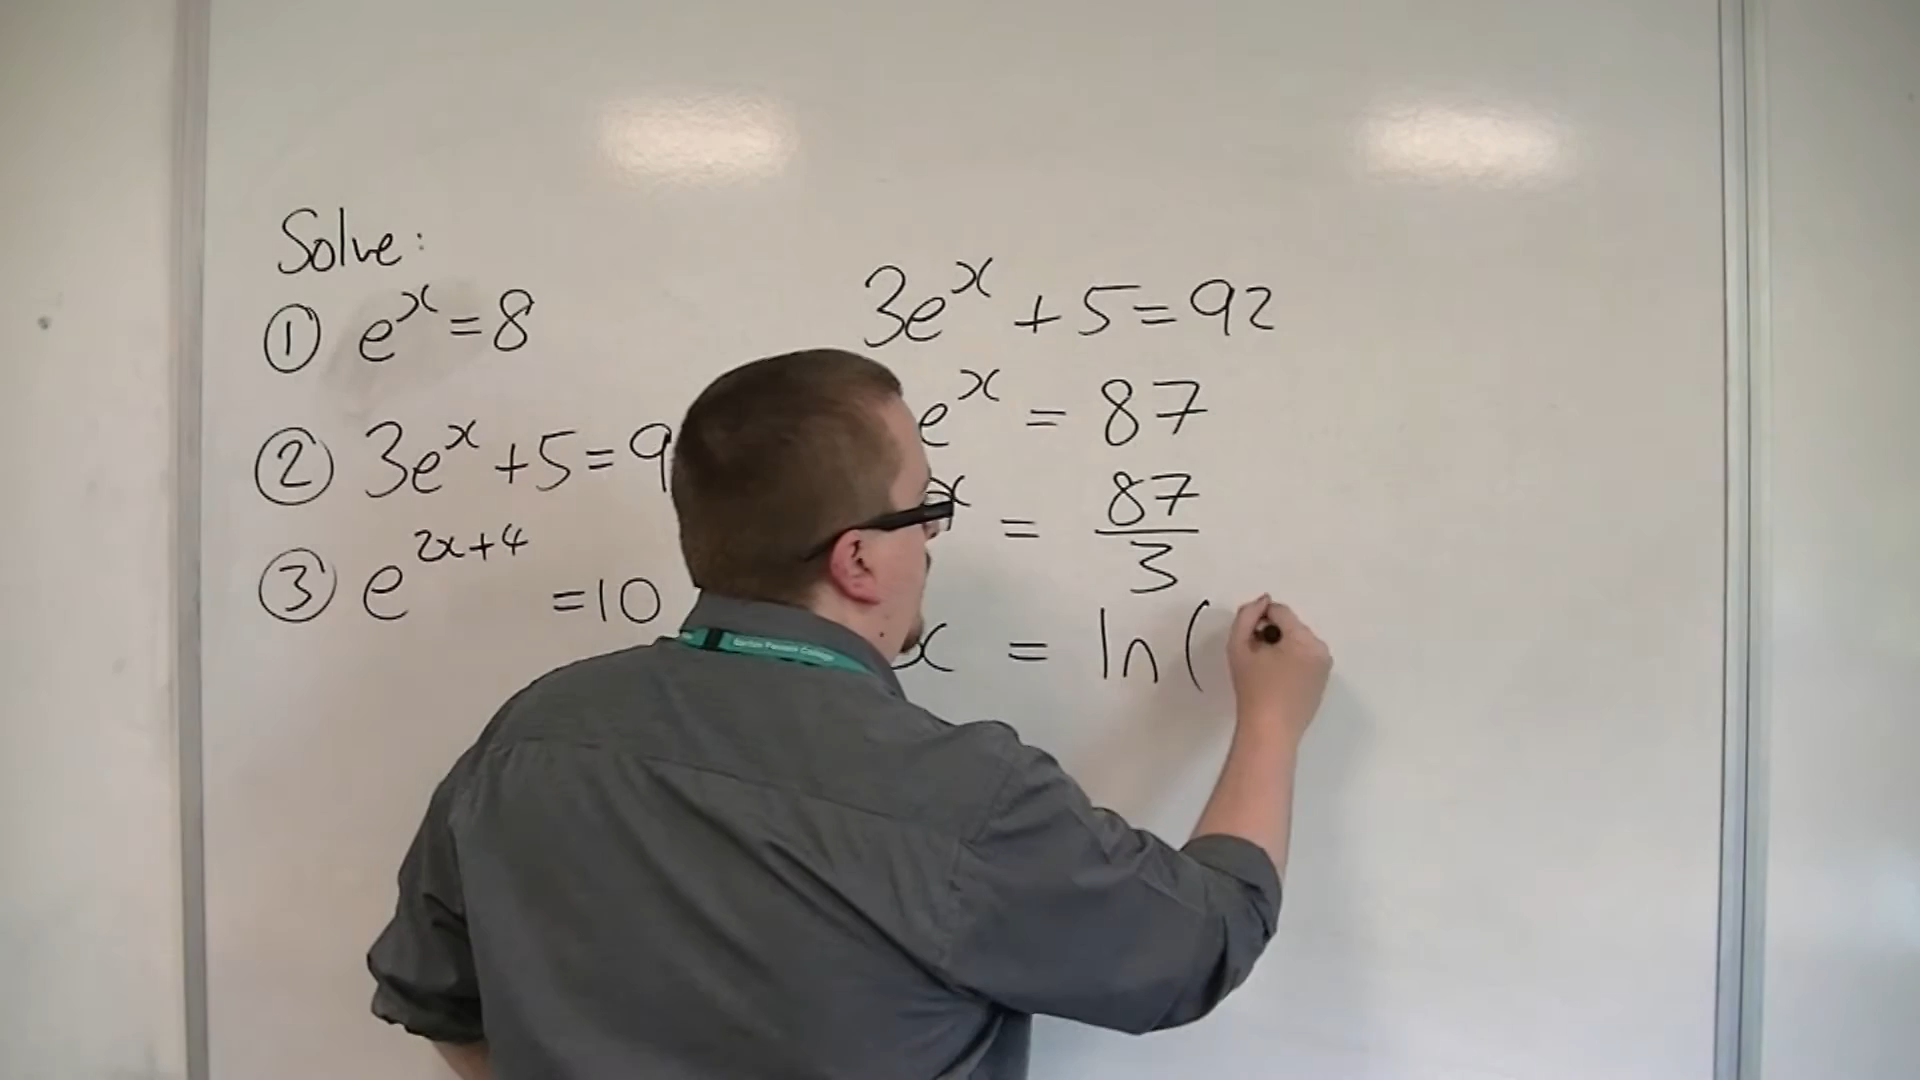 Solve:
① e^x = 8
② 3e^x + 5 = 9
③ e^{2x+4} = 10
3e^x + 5 = 92
e^x = 87
x = 87/3
x = ln(